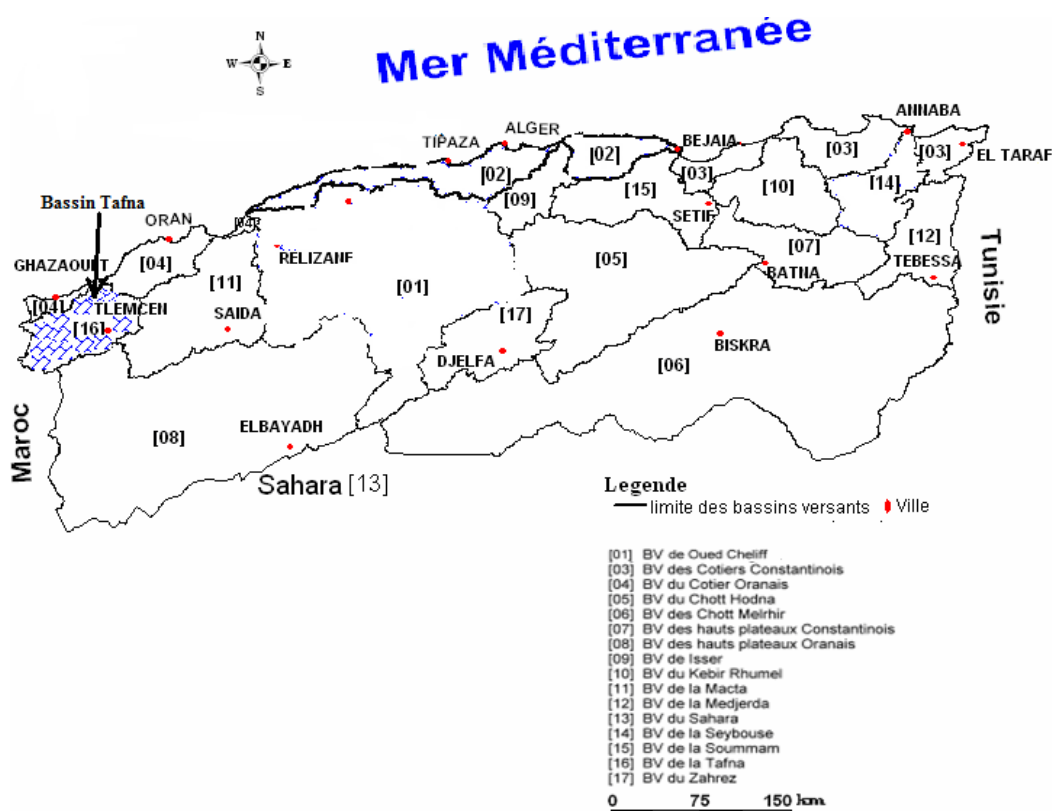 Mer Méditerranée
N
W E
S
ANNABA
ALGER
TIPAZA
BEJAIA
[02]
[03]
[03]
EL TARAF
[02]
[03]
[10]
[14]
[15]
[09]
Bassin Tafna
SETIF
ORAN
[04]
[12]
[07]
Tunisie
GHAZAOUET
[04]
RELIZANE
[05]
BATNA
TEBESSA
[11]
[01]
[04]
TLEMCEN
[17]
[16]
SAIDA
BISKRA
DJELFA
[06]
Maroc
[08]
ELBAYADH
Sahara [13]
Legende
limite des bassins versants Ville
[01] BV de Oued Cheliff
[03] BV des Cotiers Constantinois
[04] BV du Cotier Oranais
[05] BV du Chott Hodna
[06] BV des Chott Melrhir
[07] BV des hauts plateaux Constantinois
[08] BV des hauts plateaux Oranais
[09] BV de Isser
[10] BV du Kebir Rhumel
[11] BV de la Macta
[12] BV de la Medjerda
[13] BV du Sahara
[14] BV de la Seybouse
[15] BV de la Soummam
[16] BV de la Tafna
[17] BV du Zahrez
0 75 150 km